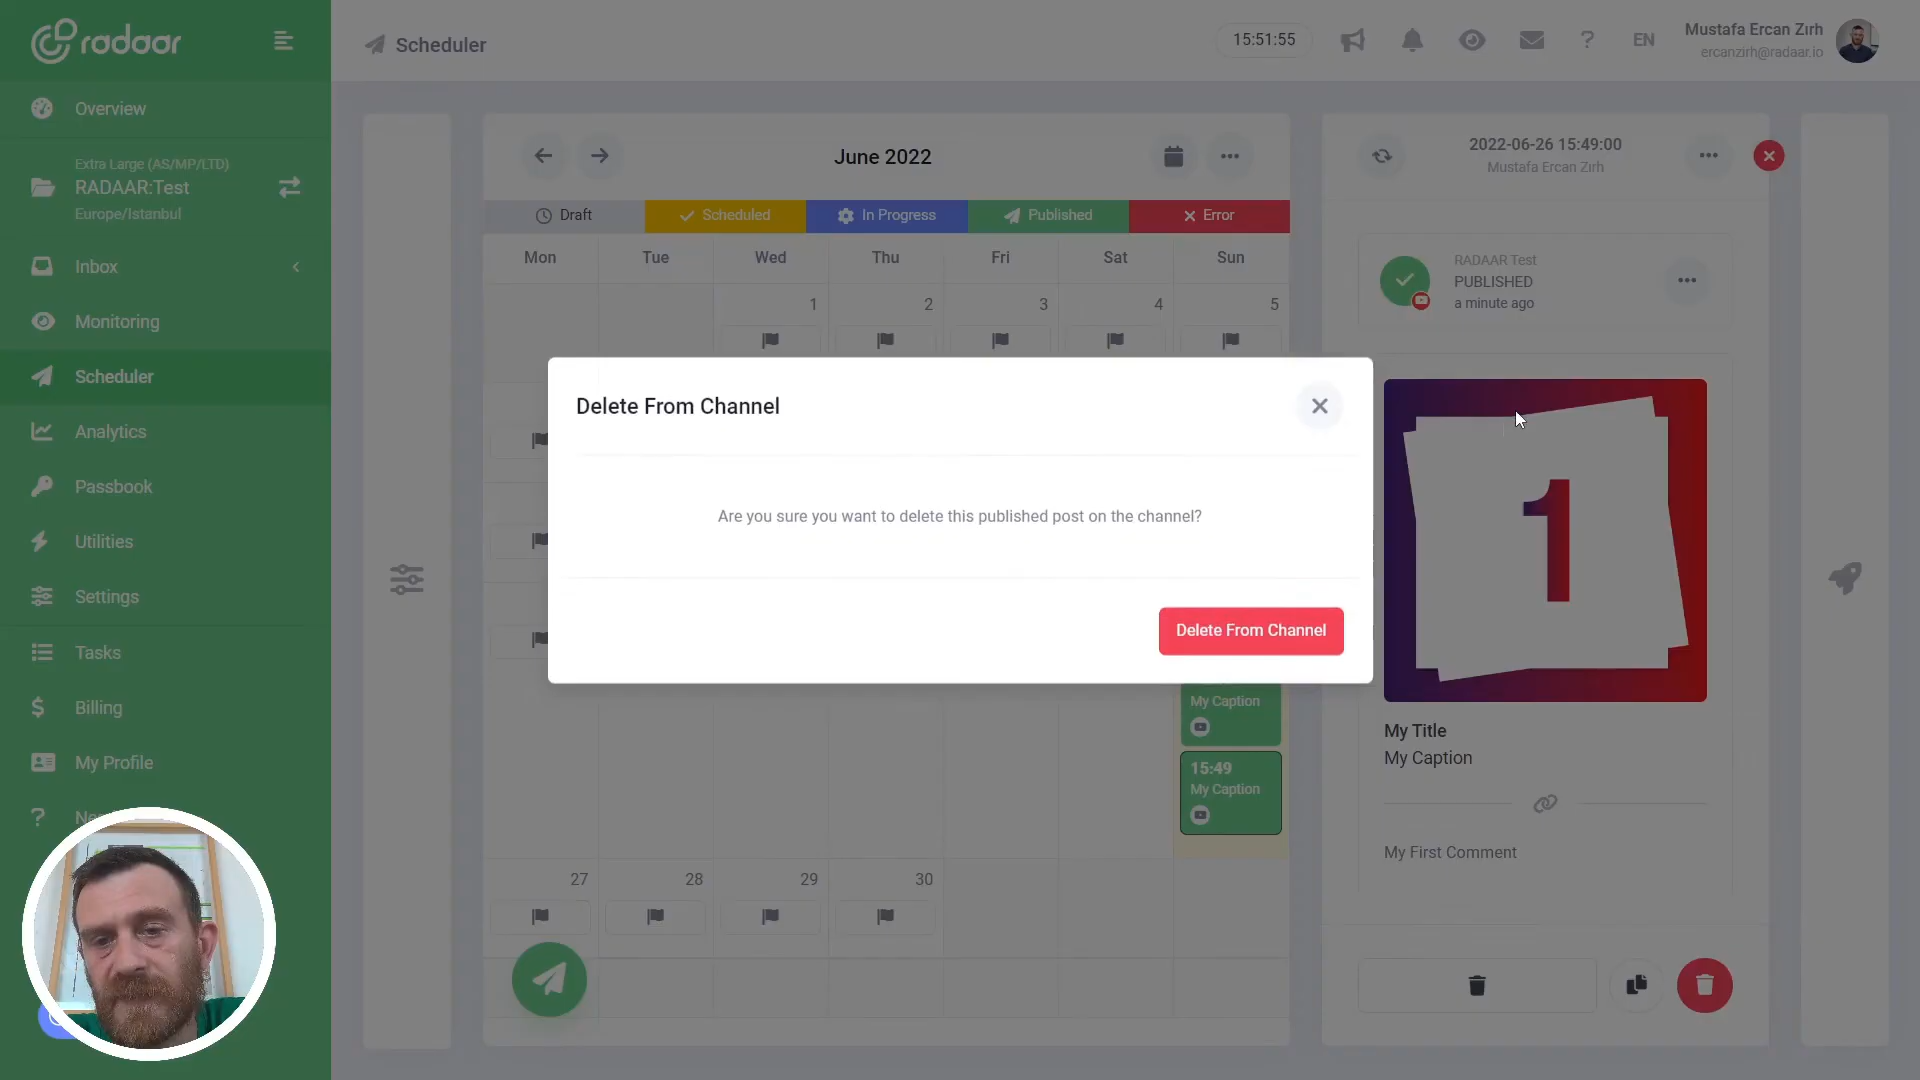 radaar
Scheduler
15:51:55
?
EN
Mustafa Ercan Zırh
ercanzirh@radaar.io
Overview
Extra Large (AS/MP/LTD)
RADAAR:Test
Europe/Istanbul
Inbox
Monitoring
Scheduler
Analytics
Passbook
Utilities
Settings
Tasks
$ Billing
My Profile
?
June 2022
Draft
Scheduled
In Progress
Published
Error
Mon
Tue
Wed
Thu
Fri
Sat
Sun
1
2
3
4
5
Delete From Channel
Are you sure you want to delete this published post on the channel?
Delete From Channel
My Caption
15:49
My Caption
27
28
29
30
2022-06-26 15:49:00
Mustafa Ercan Zırh
RADAAR Test
PUBLISHED
a minute ago
1
My Title
My Caption
My First Comment